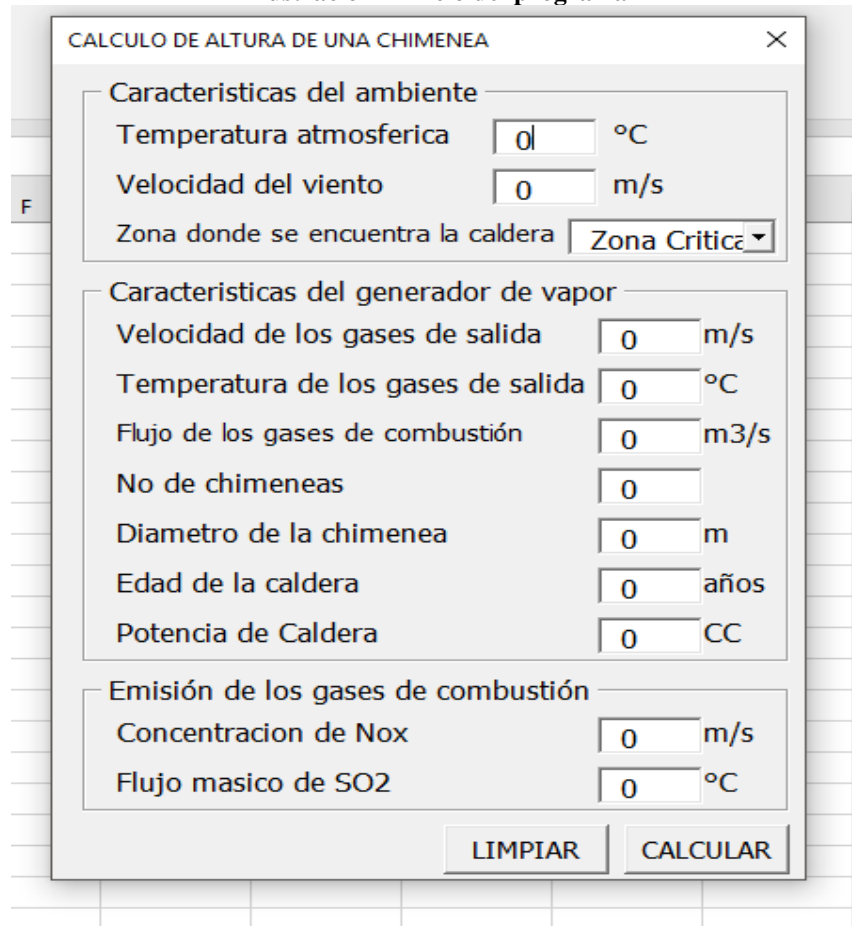 CALCULO DE ALTURA DE UNA CHIMENEA
F
Caracteristicas del ambiente
Temperatura atmosferica 0 °C
Velocidad del viento 0 m/s
Zona donde se encuentra la caldera Zona Critica
Caracteristicas del generador de vapor
Velocidad de los gases de salida 0 m/s
Temperatura de los gases de salida 0 °C
Flujo de los gases de combustión 0 m3/s
No de chimeneas 0
Diametro de la chimenea 0 m
Edad de la caldera 0 años
Potencia de Caldera 0 CC
Emisión de los gases de combustión
Concentracion de Nox 0 m/s
Flujo masico de SO2 0 °C
LIMPIAR CALCULAR